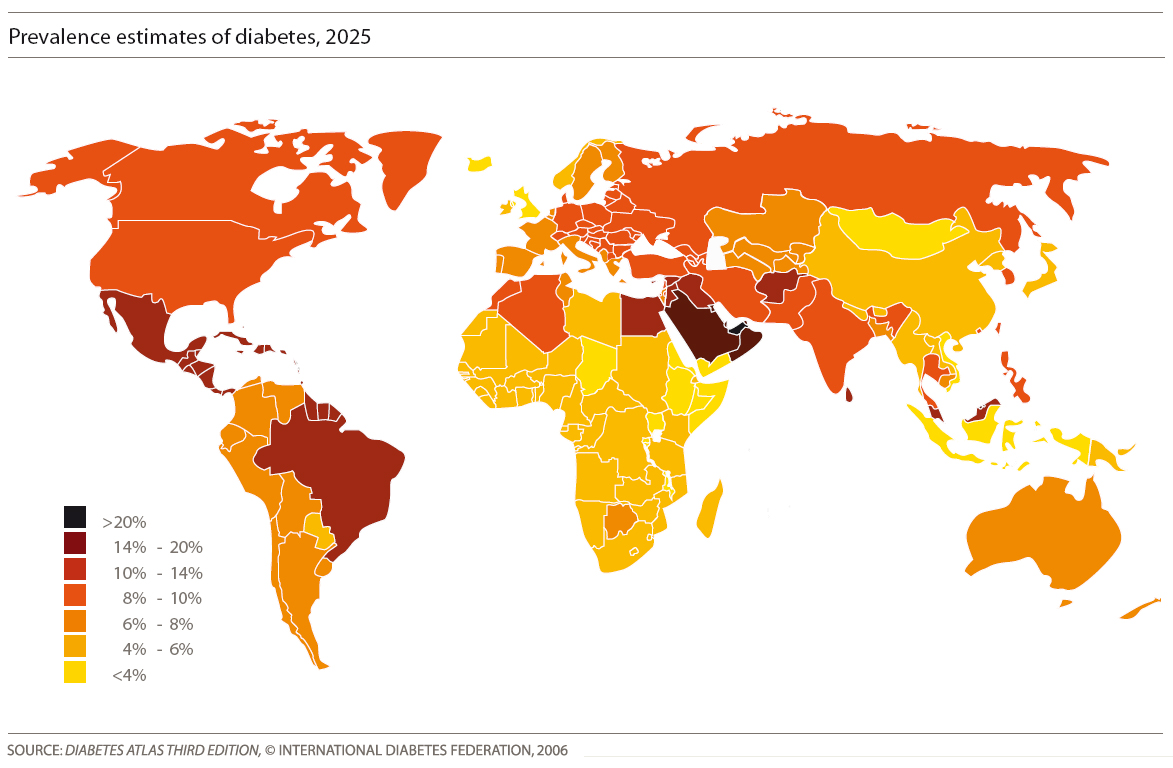 Prevalence estimates of diabetes, 2025
>20%
14% - 20%
10% - 14%
8% - 10%
6% - 8%
4% - 6%
<4%
SOURCE: DIABETES ATLAS THIRD EDITION, © INTERNATIONAL DIABETES FEDERATION, 2006